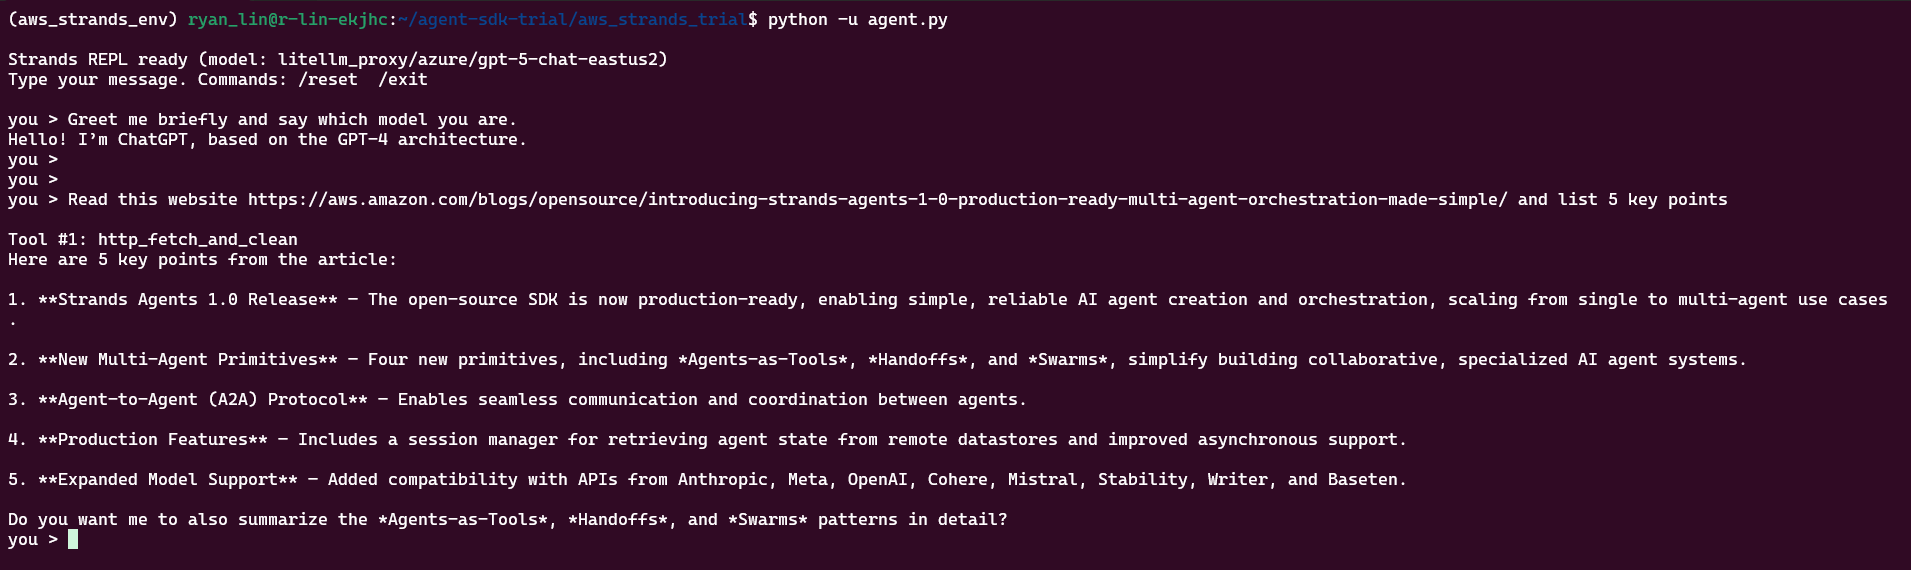 (aws_strands_env) ryan_lin@r-lin-ekjhc:~/agent-sdk-trial/aws_strands_trial$ python -u agent.py
Strands REPL ready (model: litellm_proxy/azure/gpt-5-chat-eastus2)
Type your message. Commands: /reset  /exit
you > Greet me briefly and say which model you are.
Hello! I’m ChatGPT, based on the GPT-4 architecture.
you >
you >
you > Read this website https://aws.amazon.com/blogs/opensource/introducing-strands-agents-1-0-production-ready-multi-agent-orchestration-made-simple/ and list 5 key points
Tool #1: http_fetch_and_clean
Here are 5 key points from the article:
1. **Strands Agents 1.0 Release** – The open-source SDK is now production-ready, enabling simple, reliable AI agent creation and orchestration, scaling from single to multi-agent use cases
.
2. **New Multi-Agent Primitives** – Four new primitives, including *Agents-as-Tools*, *Handoffs*, and *Swarms*, simplify building collaborative, specialized AI agent systems.
3. **Agent-to-Agent (A2A) Protocol** – Enables seamless communication and coordination between agents.
4. **Production Features** – Includes a session manager for retrieving agent state from remote datastores and improved asynchronous support.
5. **Expanded Model Support** – Added compatibility with APIs from Anthropic, Meta, OpenAI, Cohere, Mistral, Stability, Writer, and Baseten.
Do you want me to also summarize the *Agents-as-Tools*, *Handoffs*, and *Swarms* patterns in detail?
you >